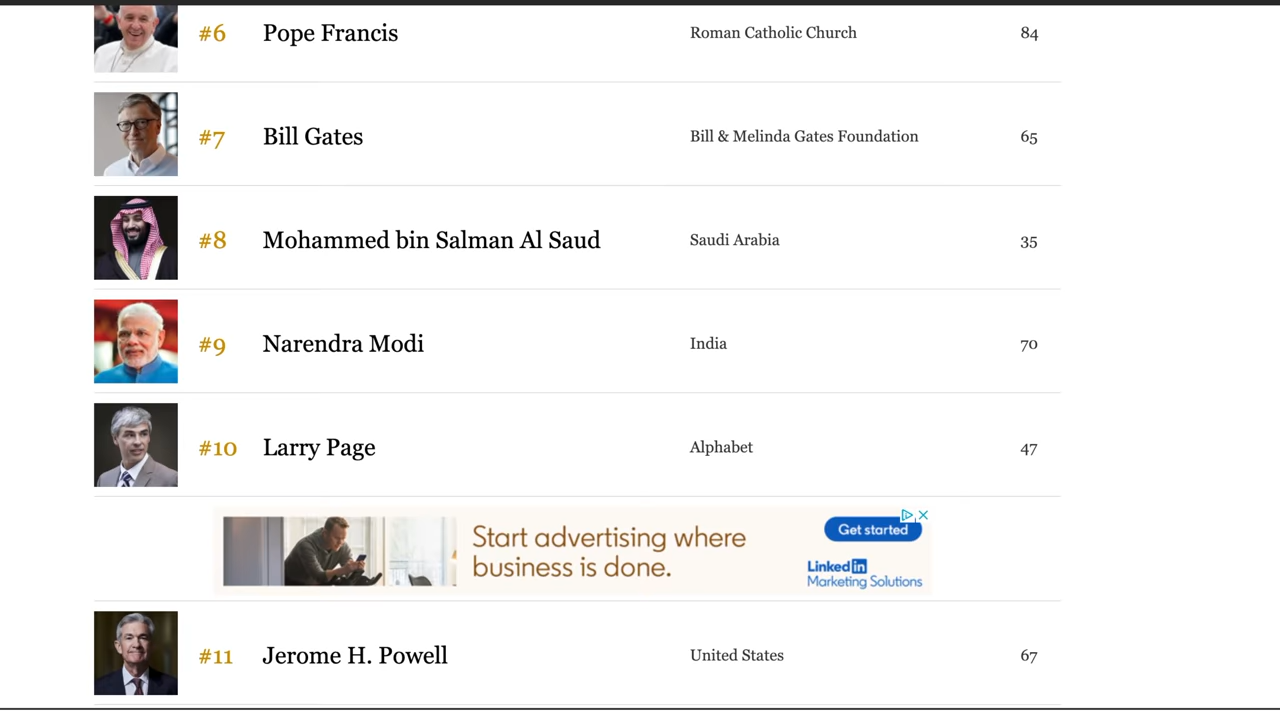 #6 Pope Francis Roman Catholic Church 84
#7 Bill Gates Bill & Melinda Gates Foundation 65
#8 Mohammed bin Salman Al Saud Saudi Arabia 35
#9 Narendra Modi India 70
#10 Larry Page Alphabet 47
Start advertising where
business is done.
Get started
Linked in
Marketing Solutions
#11 Jerome H. Powell United States 67